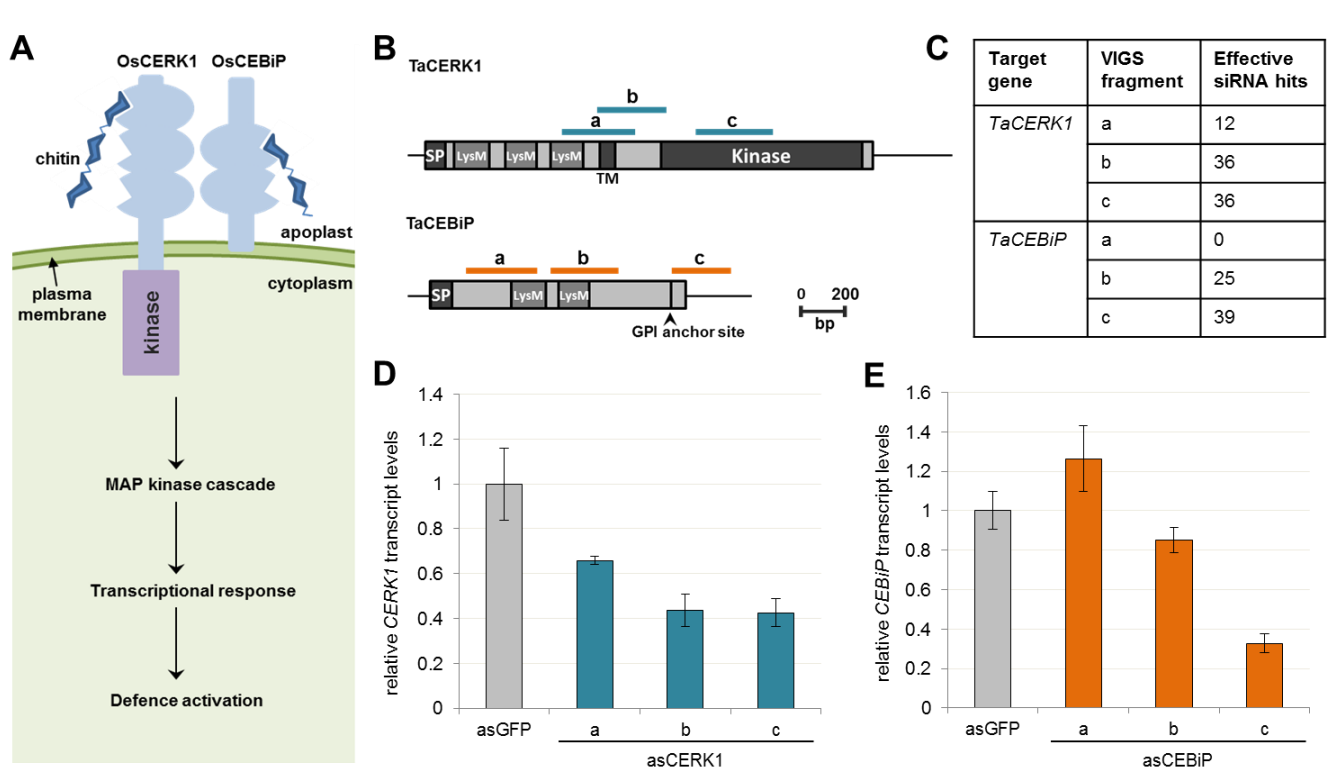 A
OsCERK1 OsCEBiP
chitin
apoplast
cytoplasm
plasma
membrane
kinase
MAP kinase cascade
Transcriptional response
Defence activation
B
TaCERK1
b
a c
SP LysM LysM LysM Kinase
TM
TaCEBiP
a b c
SP LysM LysM
GPI anchor site
0 200
bp
C
Target gene VIGS fragment Effective siRNA hits
TaCERK1 a 12
b 36
c 36
TaCEBiP a 0
b 25
c 39
D
relative CERK1 transcript levels
1.4
1.2
1
0.8
0.6
0.4
0.2
0
asGFP a b c
asCERK1
E
relative CEBiP transcript levels
1.6
1.4
1.2
1
0.8
0.6
0.4
0.2
0
asGFP a b c
asCEBiP